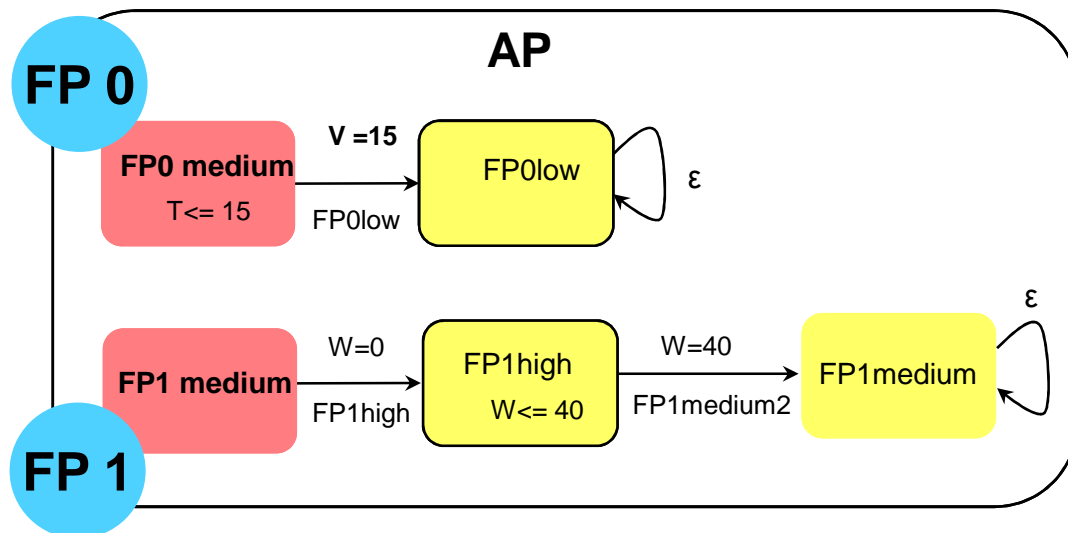 AP
FP 0
V =15
FP0 medium
T<= 15
FP0low
FP0low
ε
FP1 medium
W=0
FP1high
FP1high
W<= 40
W=40
FP1medium2
FP1medium
ε
FP 1